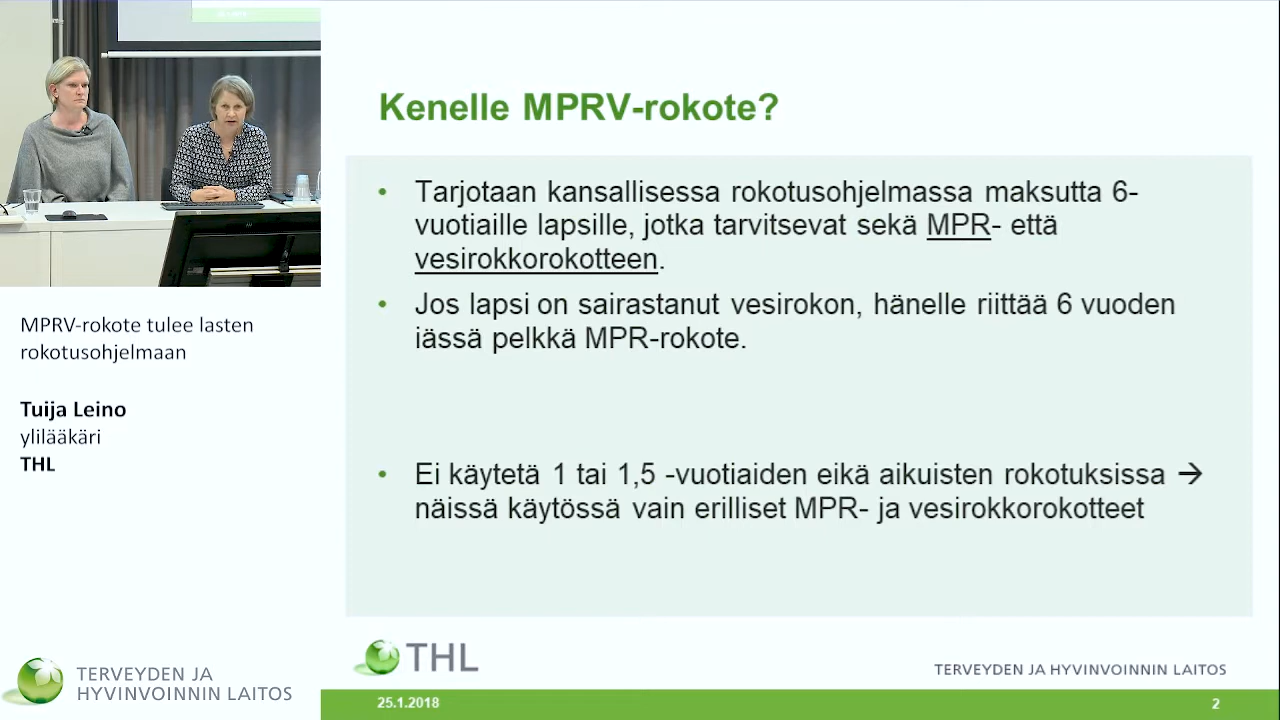 MPRV-rokote tulee lasten
rokotusohjelmaan
Tuija Leino
ylilääkäri
THL
TERVEYDEN JA
HYVINVOINNIN LAITOS
Kenelle MPRV-rokote?
• Tarjotaan kansallisessa rokotusohjelmassa maksutta 6-
vuotiaille lapsille, jotka tarvitsevat sekä MPR- että
vesirokkorokotteen.
• Jos lapsi on sairastanut vesirokon, hänelle riittää 6 vuoden
iässä pelkkä MPR-rokote.
• Ei käytetä 1 tai 1,5 -vuotiaiden eikä aikuisten rokotuksissa →
näissä käytössä vain erilliset MPR- ja vesirokkorokotteet
THL
TERVEYDEN JA HYVINVOINNIN LAITOS
25.1.2018
2